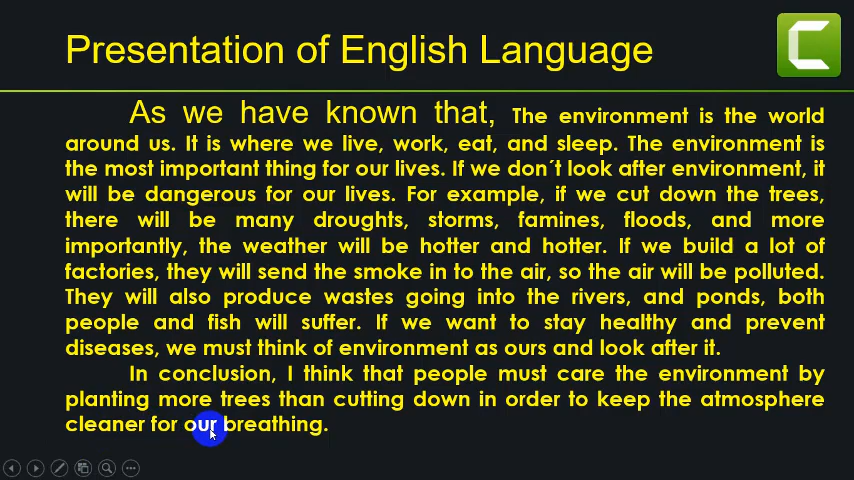 Presentation of English Language
As we have known that, The environment is the world
around us. It is where we live, work, eat, and sleep. The environment is
the most important thing for our lives. If we don´t look after environment, it
will be dangerous for our lives. For example, if we cut down the trees,
there will be many droughts, storms, famines, floods, and more
importantly, the weather will be hotter and hotter. If we build a lot of
factories, they will send the smoke in to the air, so the air will be polluted.
They will also produce wastes going into the rivers, and ponds, both
people and fish will suffer. If we want to stay healthy and prevent
diseases, we must think of environment as ours and look after it.
In conclusion, I think that people must care the environment by
planting more trees than cutting down in order to keep the atmosphere
cleaner for our breathing.